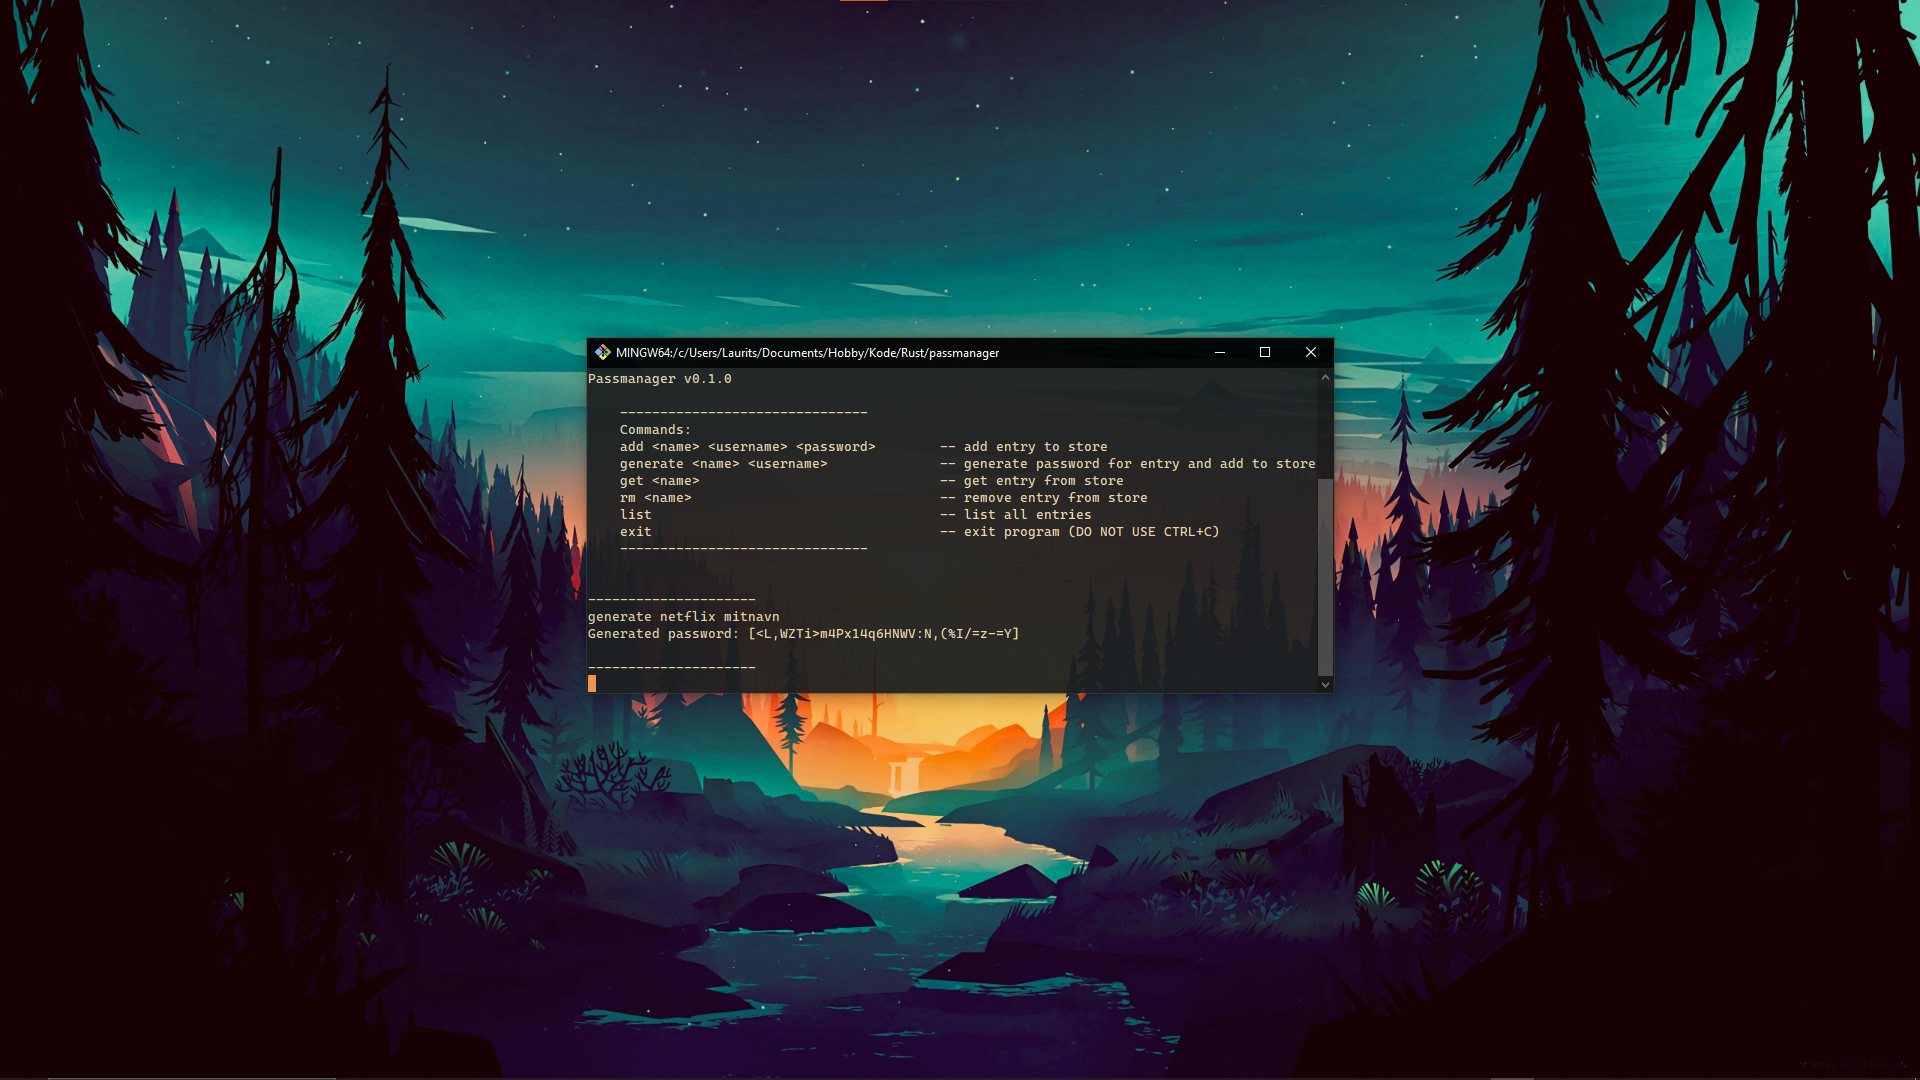 MINGW64:/c/Users/Laurits/Documents/Hobby/Kode/Rust/passmanager
Passmanager v0.1.0
-------------------------------
Commands:
add <name> <username> <password> -- add entry to store
generate <name> <username> -- generate password for entry and add to store
get <name> -- get entry from store
rm <name> -- remove entry from store
list -- list all entries
exit -- exit program (DO NOT USE CTRL+C)
-------------------------------
---------------------
generate netflix mitnavn
Generated password: [<L,WZTi>m4Px14q6HNWV:N,(%I/=z-=Y]
---------------------